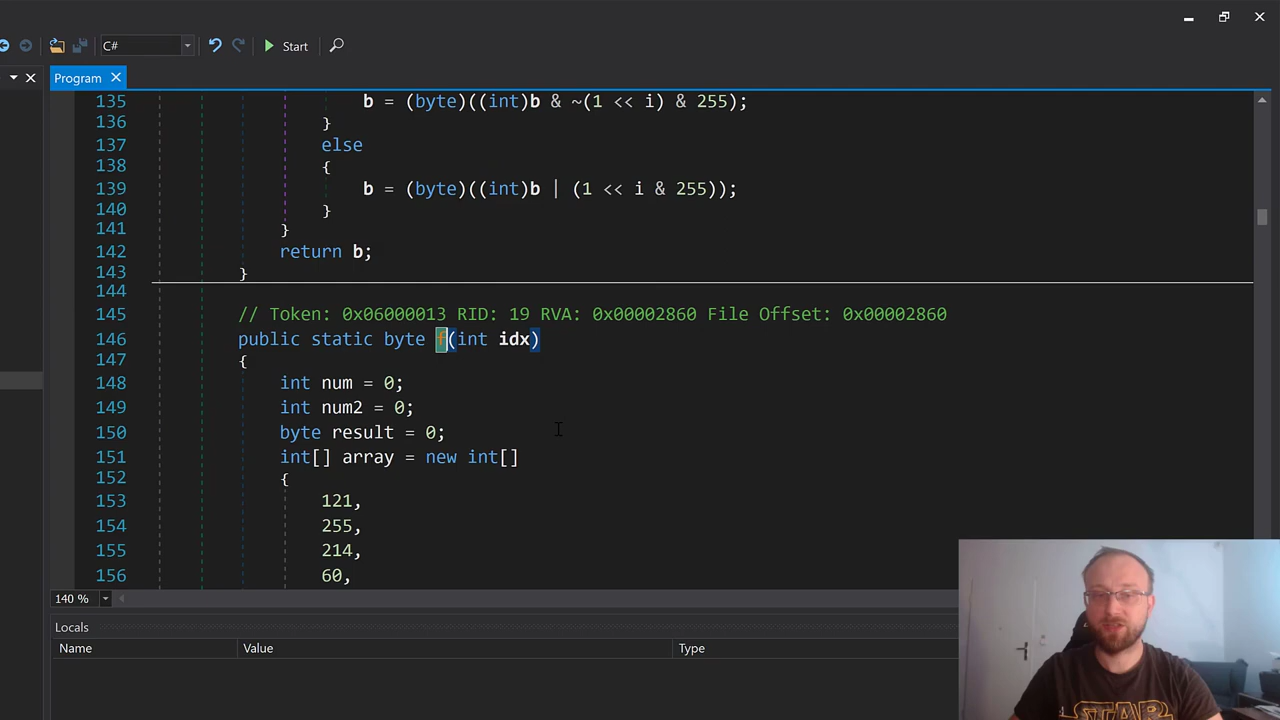 C#
Start
Program
135 b = (byte)((int)b & ~(1 << i) & 255);
136 }
137 else
138 {
139 b = (byte)((int)b | (1 << i & 255));
140 }
141 }
142 return b;
143 }
144
145 // Token: 0x06000013 RID: 19 RVA: 0x00002860 File Offset: 0x00002860
146 public static byte f(int idx)
147 {
148 int num = 0;
149 int num2 = 0;
150 byte result = 0;
151 int[] array = new int[]
152 {
153 121,
154 255,
155 214,
156 60,
140 %
Locals
Name Value Type
STAR